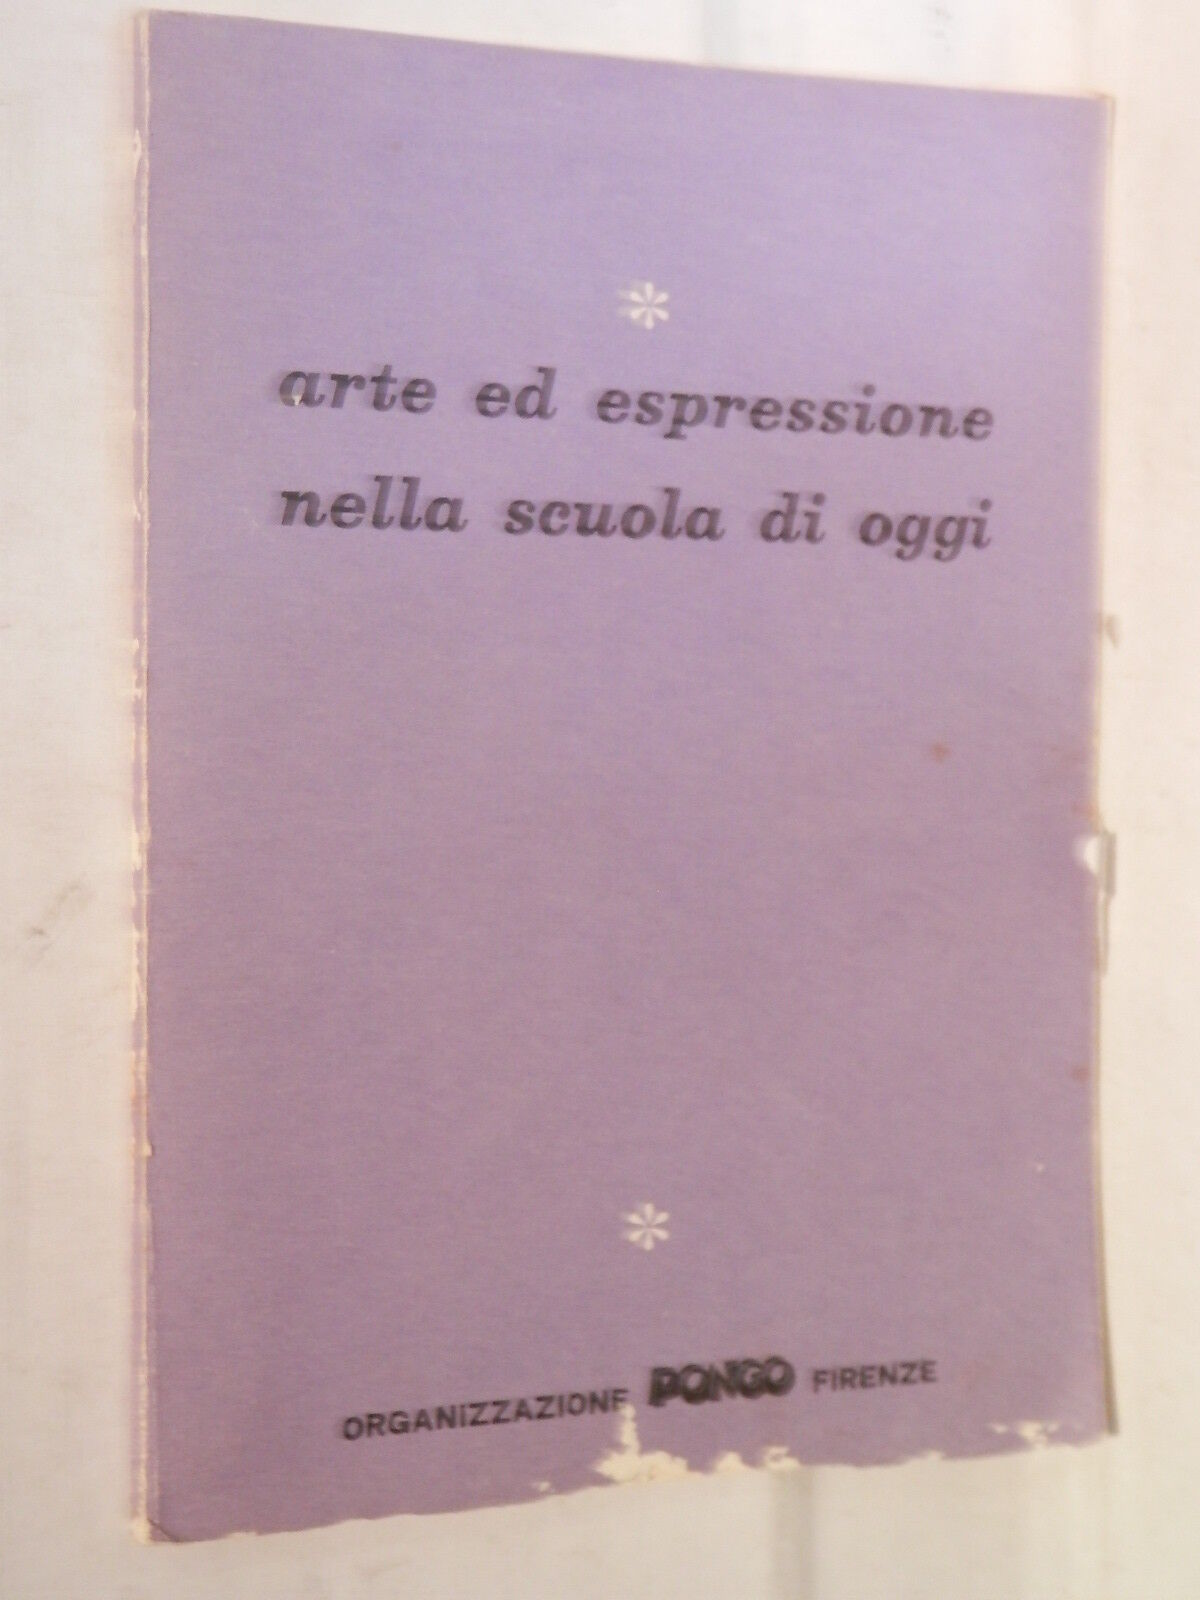 arte ed espressione
nella scuola di oggi
ORGANIZZAZIONE PONGO FIRENZE